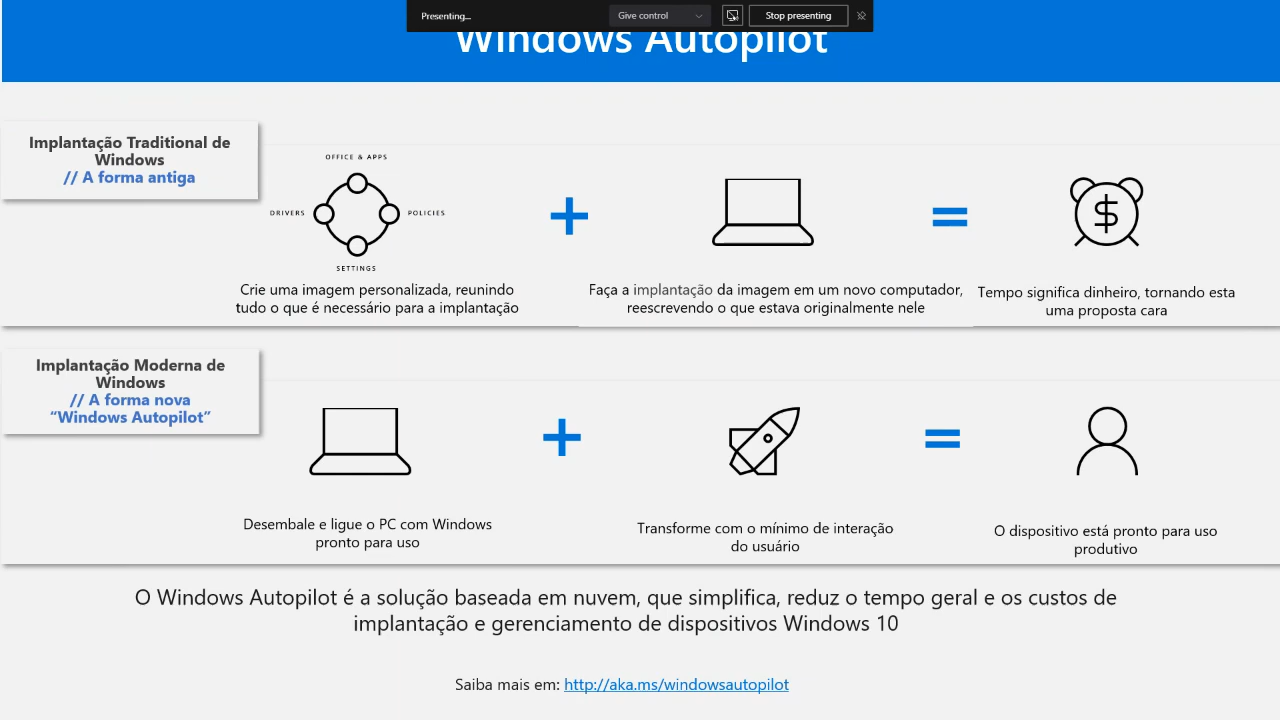 Presenting...
Give control
Stop presenting
Windows Autopilot
Implantação Traditional de
Windows
// A forma antiga
OFFICE & APPS
DRIVERS
POLICIES
SETTINGS
Crie uma imagem personalizada, reunindo
tudo o que é necessário para a implantação
Faça a implantação da imagem em um novo computador,
reescrevendo o que estava originalmente nele
Tempo significa dinheiro, tornando esta
uma proposta cara
Implantação Moderna de
Windows
// A forma nova
“Windows Autopilot”
Desembale e ligue o PC com Windows
pronto para uso
Transforme com o mínimo de interação
do usuário
O dispositivo está pronto para uso
produtivo
O Windows Autopilot é a solução baseada em nuvem, que simplifica, reduz o tempo geral e os custos de
implantação e gerenciamento de dispositivos Windows 10
Saiba mais em: http://aka.ms/windowsautopilot